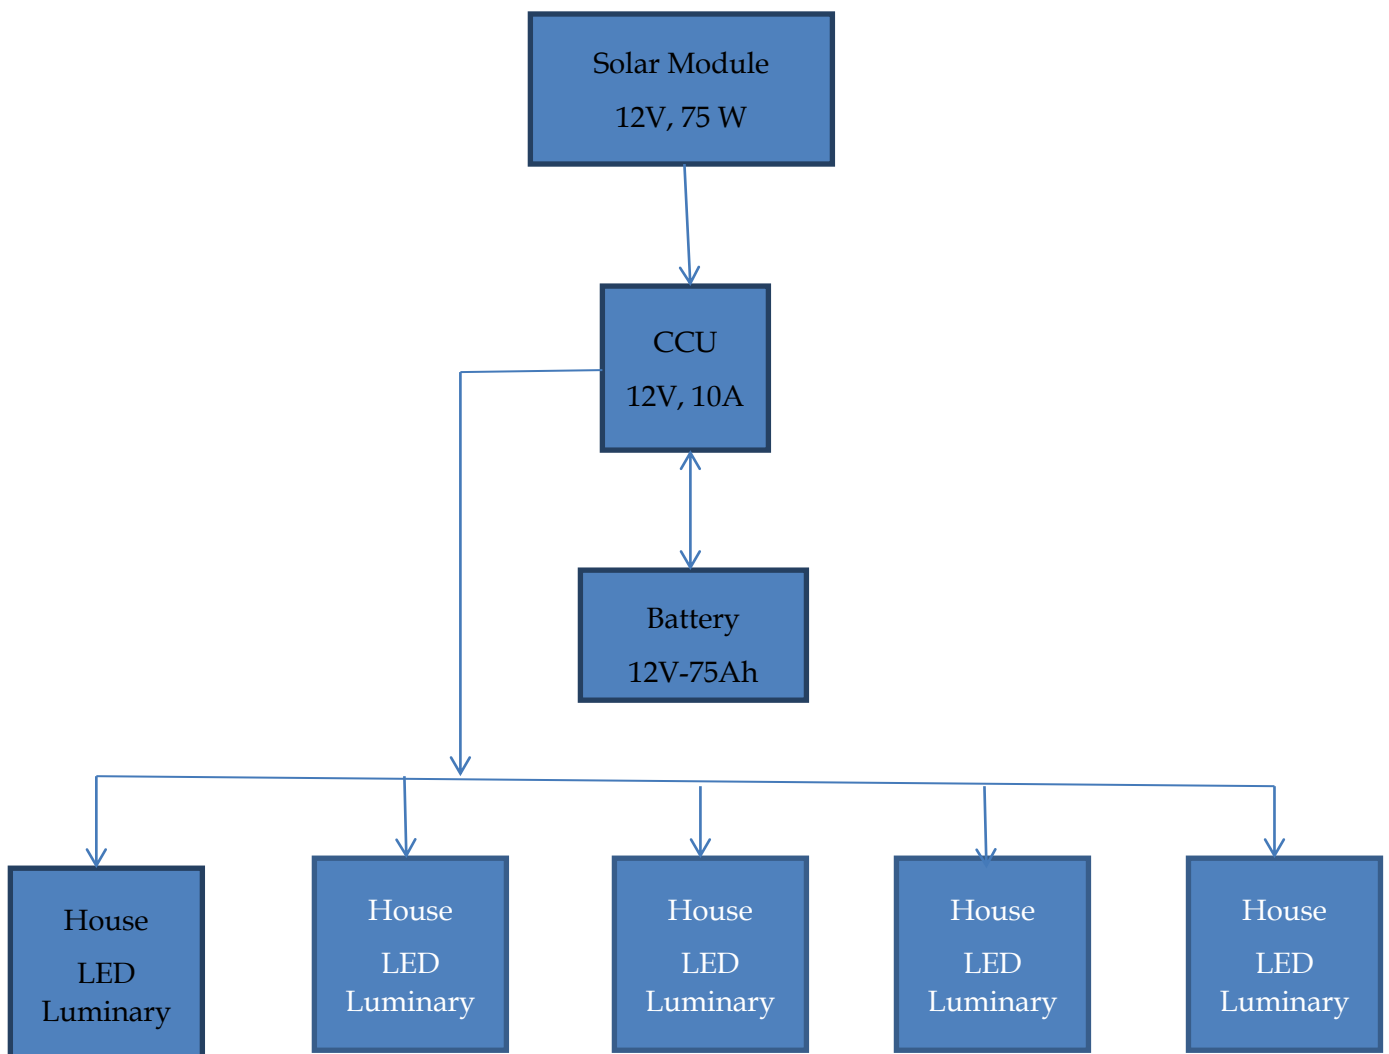 Solar Module
12V, 75 W
CCU
12V, 10A
Battery
12V-75Ah
House
LED
Luminary
House
LED
Luminary
House
LED
Luminary
House
LED
Luminary
House
LED
Luminary